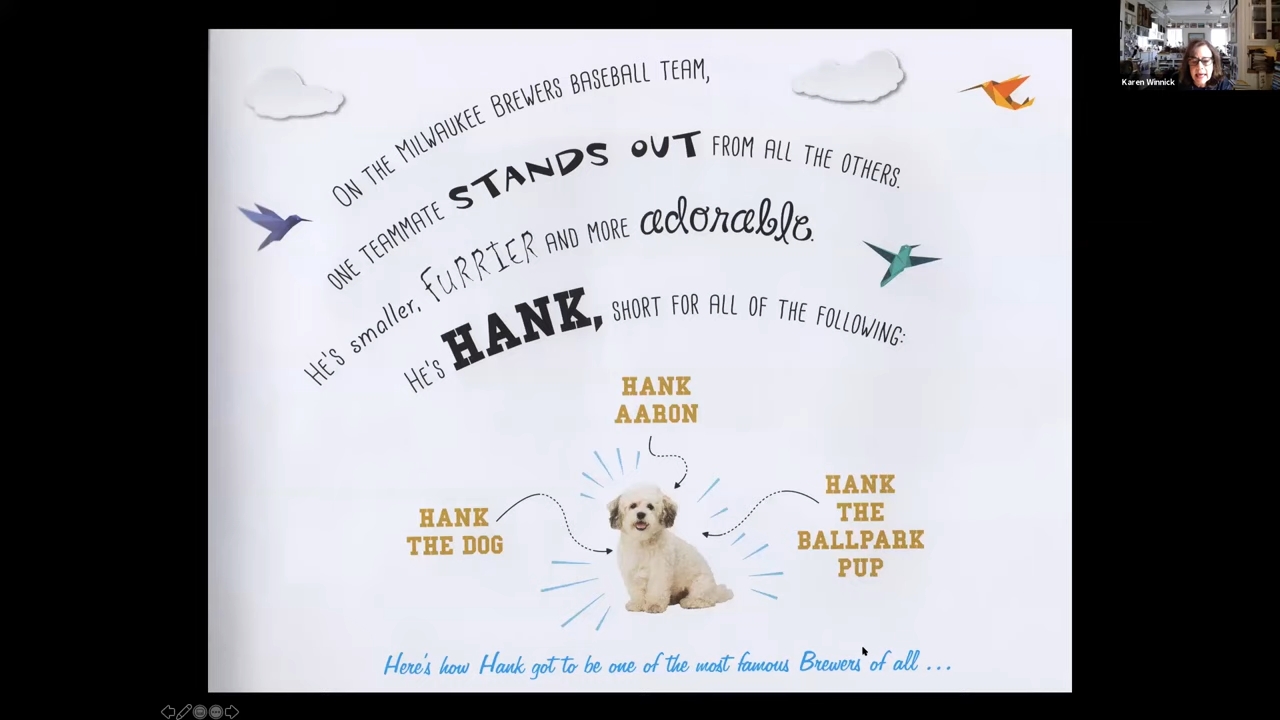 Karen Winnick
On the Milwaukee Brewers baseball team,
one teammate STANDS OUT from all the others.
He's smaller, FURRIER and more adorable.
He's HANK, short for all of the following:
HANK
AARON
HANK
THE DOG
HANK
THE
BALLPARK
PUP
Here's how Hank got to be one of the most famous Brewers of all ...